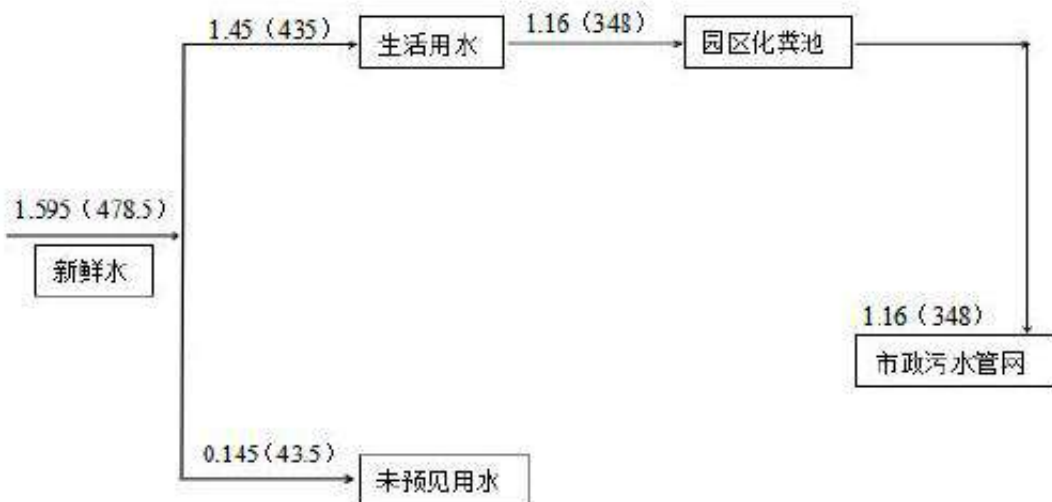 1.45（435）
生活用水
1.16（348）
园区化粪池
1.595（478.5）
新鲜水
1.16（348）
市政污水管网
0.145(43.5）
未预见用水